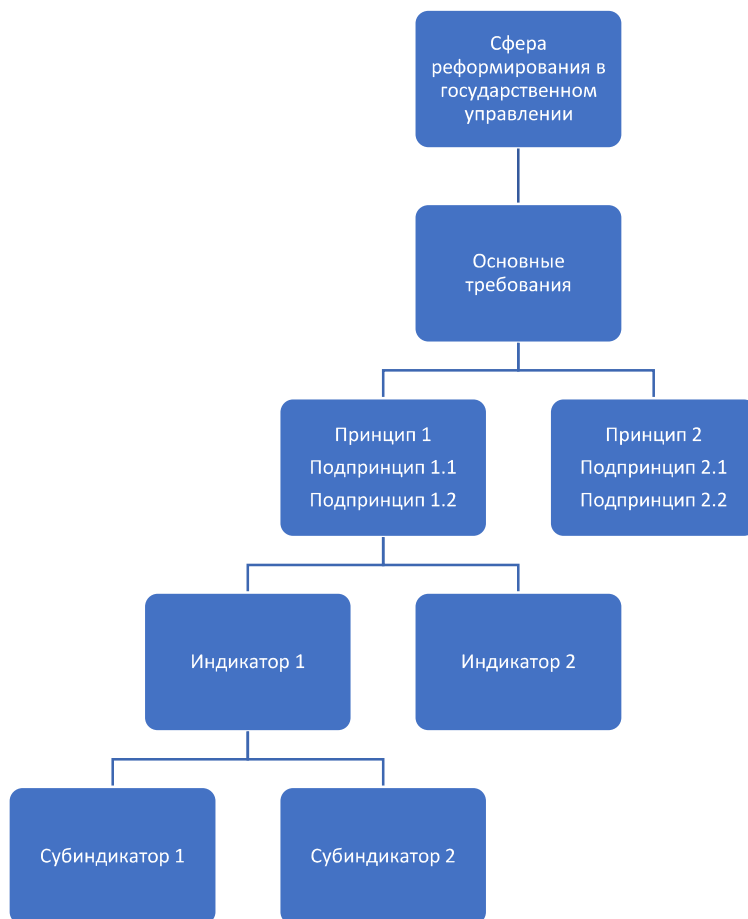 Сфера
реформирования в
государственном
управлении
Основные
требования
Принцип 1
Подпринцип 1.1
Подпринцип 1.2
Принцип 2
Подпринцип 2.1
Подпринцип 2.2
Индикатор 1
Индикатор 2
Субиндикатор 1
Субиндикатор 2